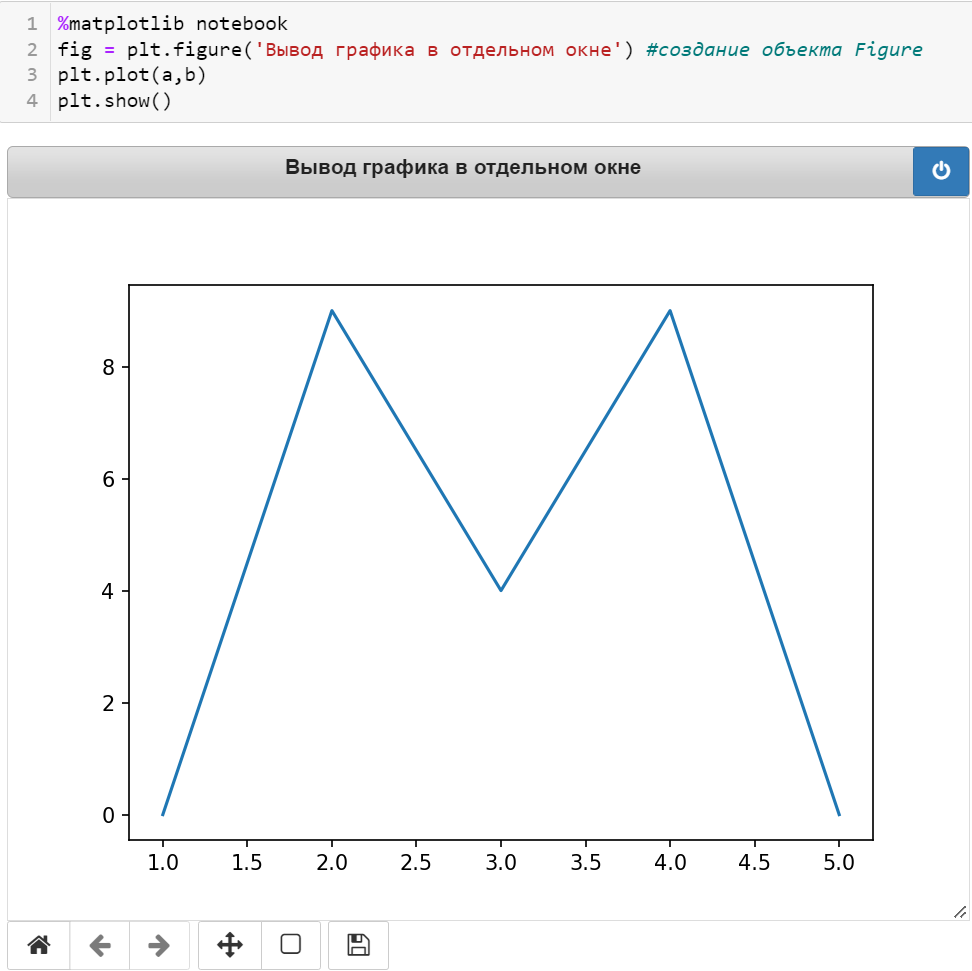 1 %matplotlib notebook
2 fig = plt.figure('Вывод графика в отдельном окне') #создание объекта Figure
3 plt.plot(a,b)
4 plt.show()
Вывод графика в отдельном окне
8
6
4
2
0
1.0 1.5 2.0 2.5 3.0 3.5 4.0 4.5 5.0